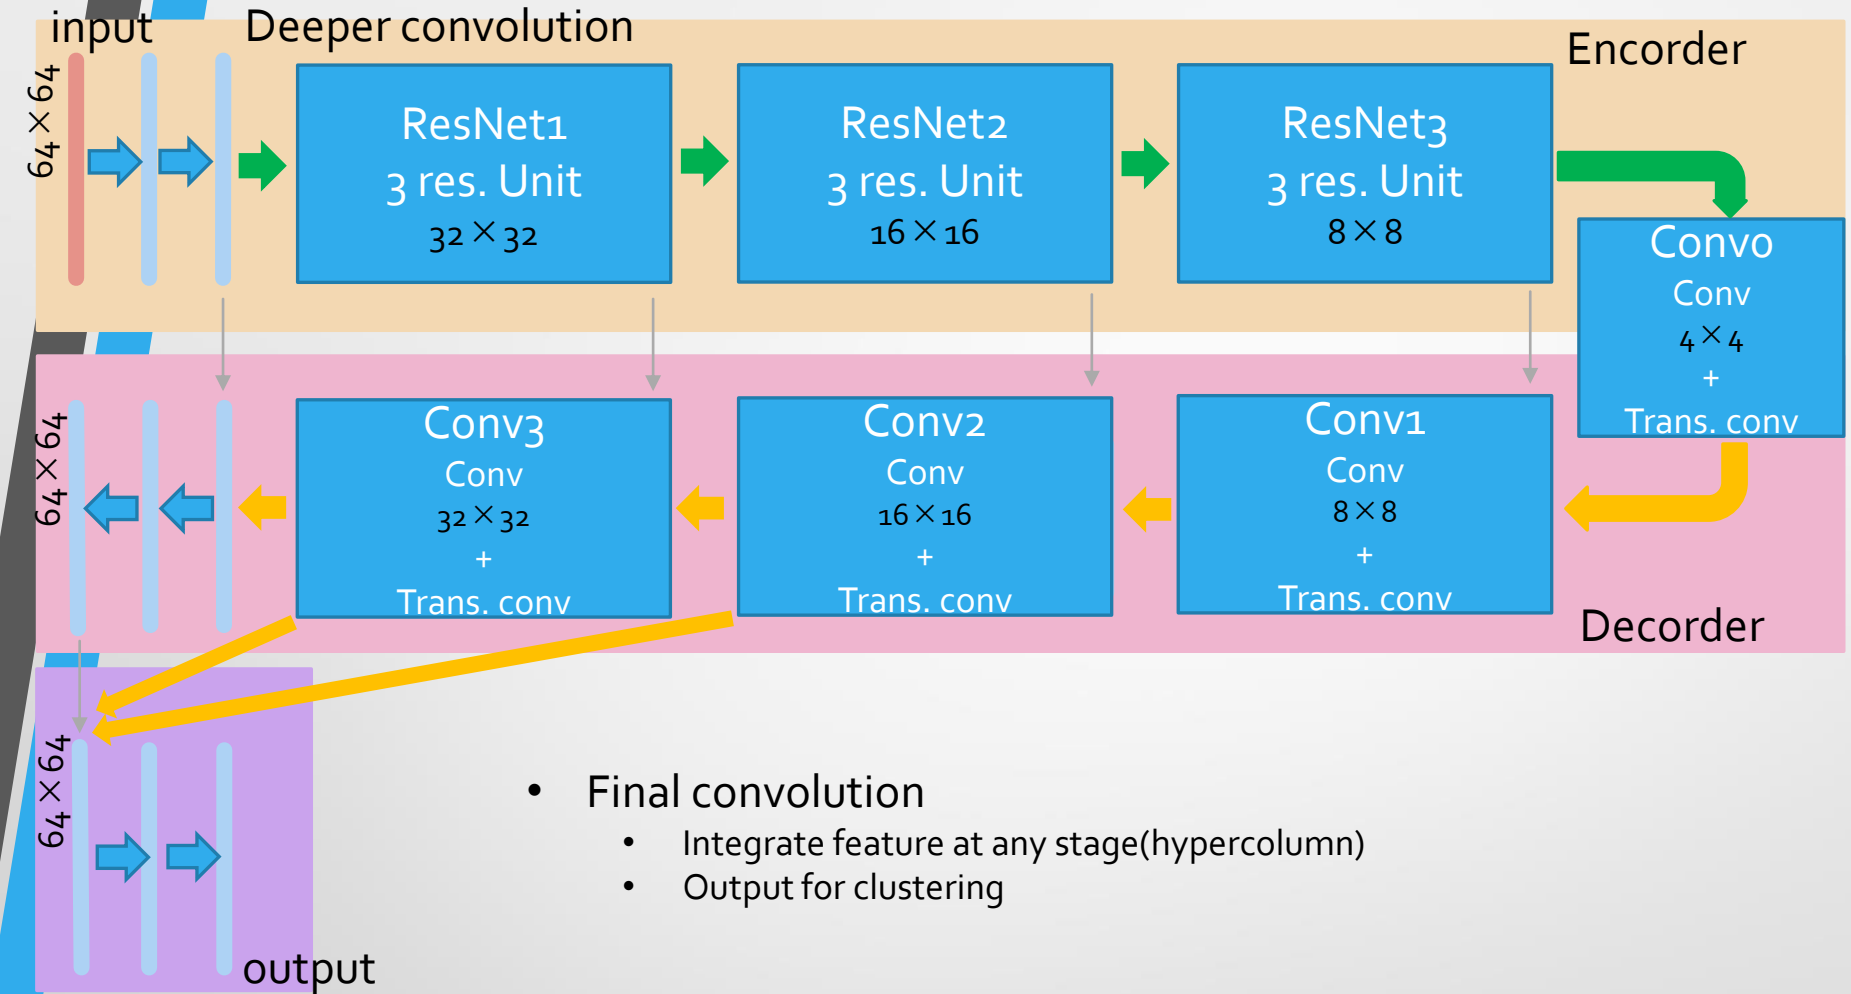 input
Deeper convolution
Encorder
64×64
ResNet1
3 res. Unit
32×32
ResNet2
3 res. Unit
16×16
ResNet3
3 res. Unit
8×8
Conv0
Conv
4×4
+
Trans. conv
64×64
Conv3
Conv
32×32
+
Trans. conv
Conv2
Conv
16×16
+
Trans. conv
Conv1
Conv
8×8
+
Trans. conv
Decorder
64×64
• Final convolution
• Integrate feature at any stage(hypercolumn)
• Output for clustering
output